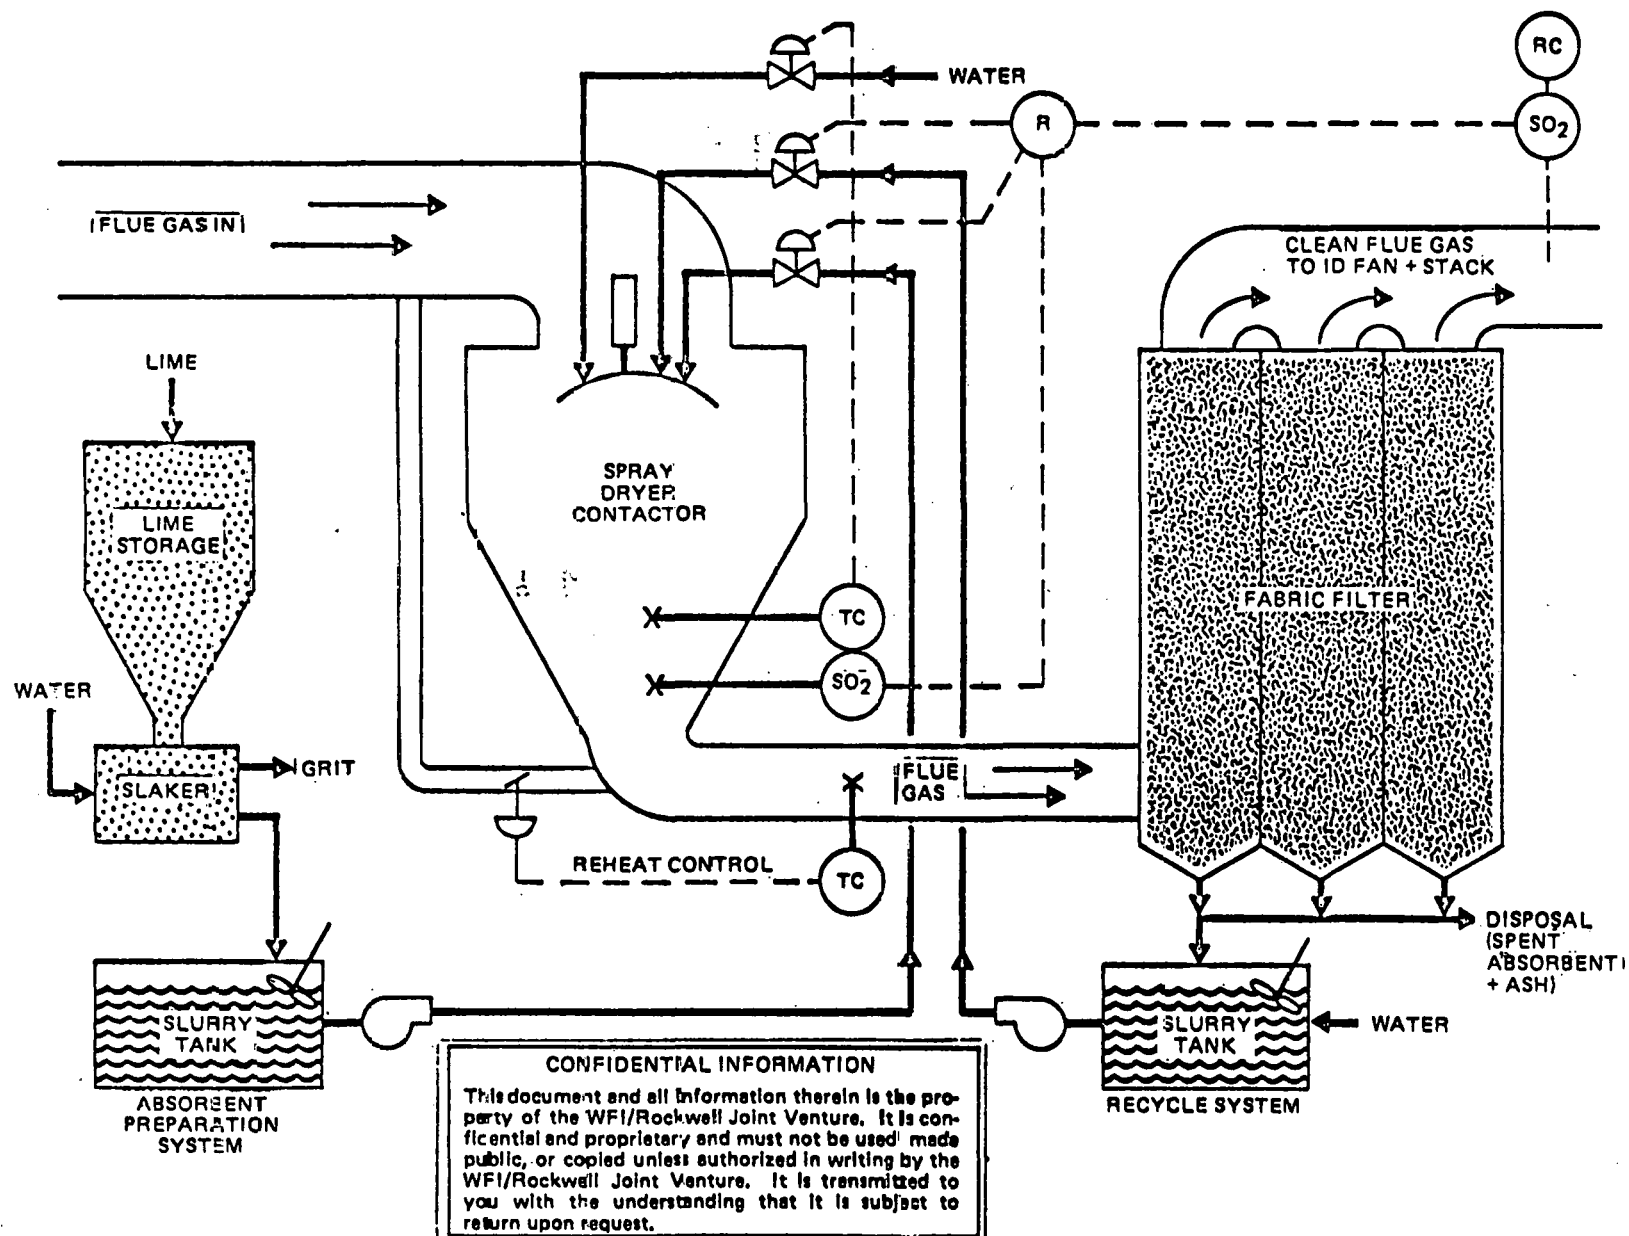 RC
WATER
R
SO2
FLUE GAS IN
CLEAN FLUE GAS
TO ID FAN + STACK
LIME
SPRAY
DRYER
CONTACTOR
LIME
STORAGE
FABRIC FILTER
TC
WATER
SO2
GRIT
SLAKER
FLUE
GAS
REHEAT CONTROL
TC
DISPOSAL
(SPENT
ABSORBENT
+ ASH)
SLURRY
TANK
SLURRY
TANK
WATER
ABSORBENT
PREPARATION
SYSTEM
RECYCLE SYSTEM
CONFIDENTIAL INFORMATION
This document and all information therein is the pro-
perty of the WFI/Rockwell Joint Venture. It is con-
ficential and proprietary and must not be used made
public, or copied unless authorized in writing by the
WFI/Rockwell Joint Venture. It is transmitted to
you with the understanding that it is subject to
return upon request.